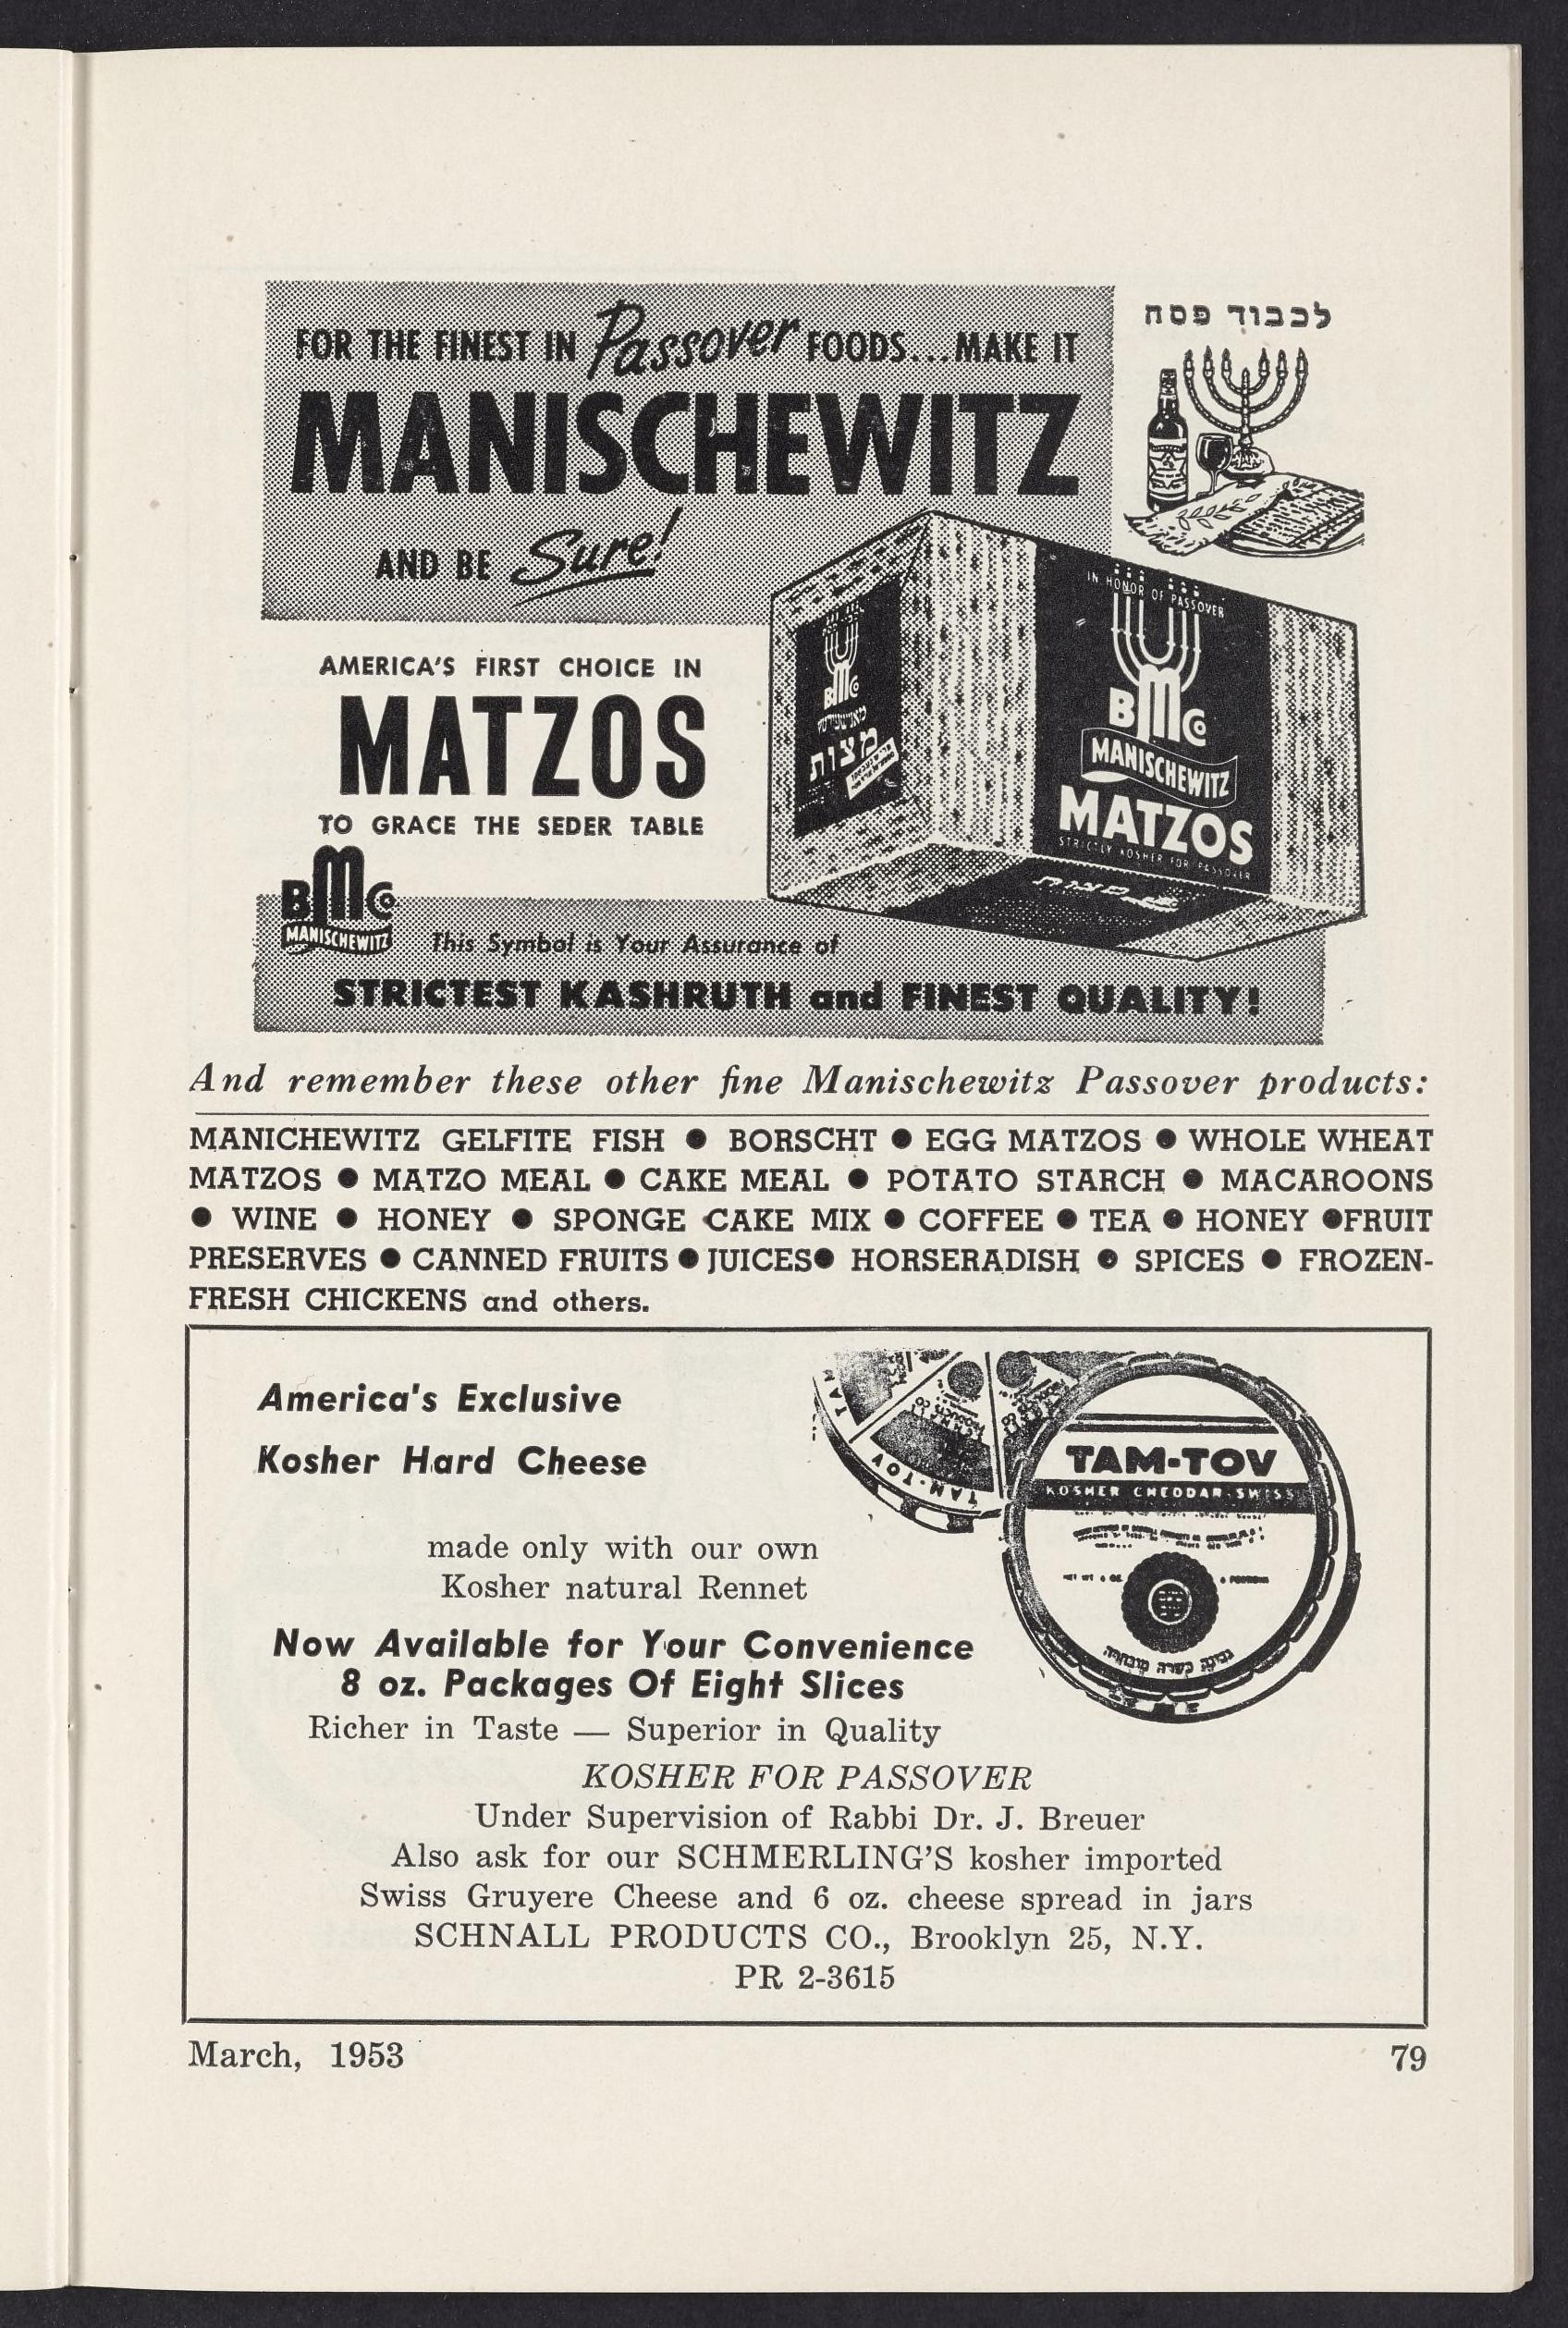 FOR THE FINEST IN Passover FOODS...MAKE IT
MANISCHEWITZ
AND BE Sure!
לכבוד פסח
AMERICA'S FIRST CHOICE IN
MATZOS
TO GRACE THE SEDER TABLE
BMCo
מצות
IN HONOR OF PASSOVER
BMCo
MANISCHEWITZ
MATZOS
STRICTLY KOSHER FOR PASSOVER
BMCo
MANISCHEWITZ
This Symbol is Your Assurance of
STRICTEST KASHRUTH and FINEST QUALITY!
And remember these other fine Manischewitz Passover products:
MANICHEWITZ GELFITE FISH ● BORSCHT ● EGG MATZOS ● WHOLE WHEAT
MATZOS ● MATZO MEAL ● CAKE MEAL ● POTATO STARCH ● MACAROONS
● WINE ● HONEY ● SPONGE CAKE MIX ● COFFEE ● TEA ● HONEY ●FRUIT
PRESERVES ● CANNED FRUITS ● JUICES● HORSERADISH ● SPICES ● FROZEN-
FRESH CHICKENS and others.
America's Exclusive
Kosher Hard Cheese
TAM-TOV
TAM-TOV
KOSHER CHEDDAR-SWISS
גבינה כשרה מובחרה
made only with our own
Kosher natural Rennet
Now Available for Your Convenience
8 oz. Packages Of Eight Slices
Richer in Taste — Superior in Quality
KOSHER FOR PASSOVER
Under Supervision of Rabbi Dr. J. Breuer
Also ask for our SCHMERLING'S kosher imported
Swiss Gruyere Cheese and 6 oz. cheese spread in jars
SCHNALL PRODUCTS CO., Brooklyn 25, N.Y.
PR 2-3615
March, 1953
79